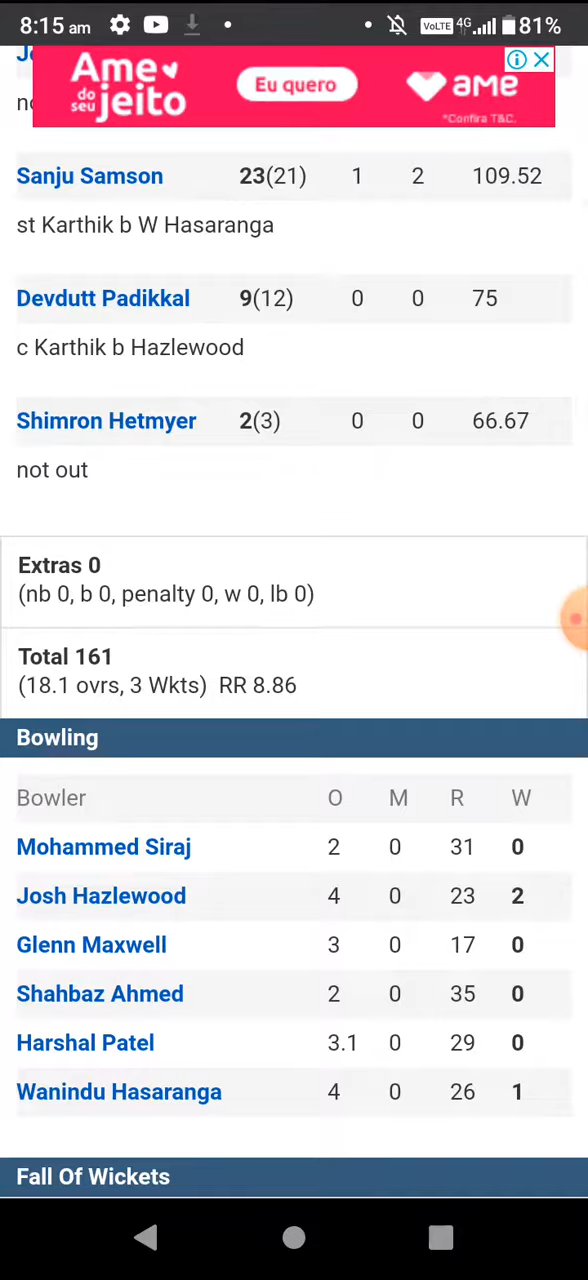 8:15 am VoLTE 4G 81%
Ame
do seu jeito
Eu quero
ame
*Confira T&C.
Sanju Samson 23(21) 1 2 109.52
st Karthik b W Hasaranga
Devdutt Padikkal 9(12) 0 0 75
c Karthik b Hazlewood
Shimron Hetmyer 2(3) 0 0 66.67
not out
Extras 0
(nb 0, b 0, penalty 0, w 0, lb 0)
Total 161
(18.1 ovrs, 3 Wkts) RR 8.86
Bowling
Bowler O M R W
Mohammed Siraj 2 0 31 0
Josh Hazlewood 4 0 23 2
Glenn Maxwell 3 0 17 0
Shahbaz Ahmed 2 0 35 0
Harshal Patel 3.1 0 29 0
Wanindu Hasaranga 4 0 26 1
Fall Of Wickets